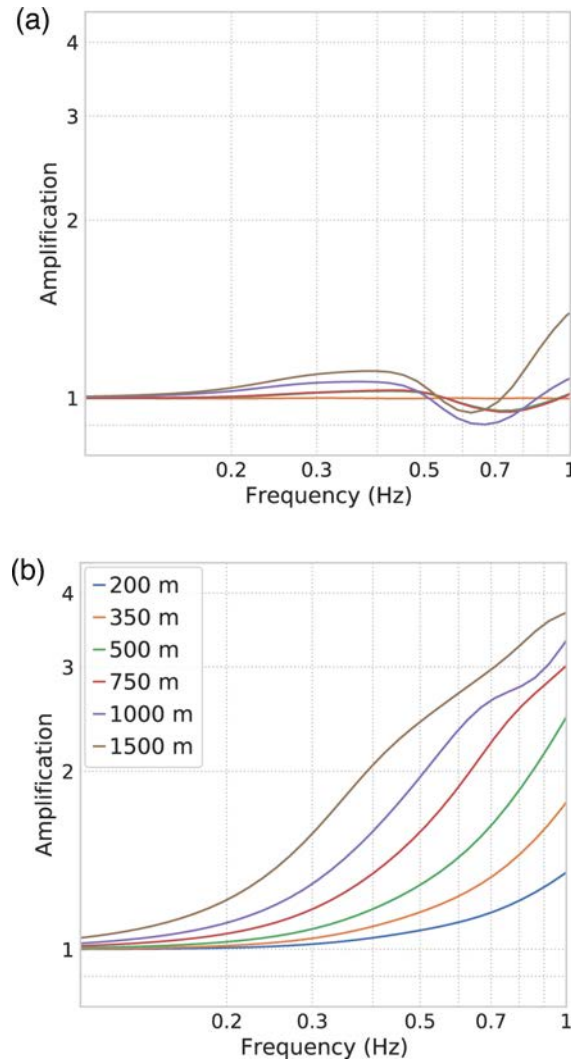 (a)
4
3
2
1
Amplification
0.2 0.3 0.5 0.7 1
Frequency (Hz)
(b)
4
3
2
1
Amplification
200 m
350 m
500 m
750 m
1000 m
1500 m
0.2 0.3 0.5 0.7 1
Frequency (Hz)